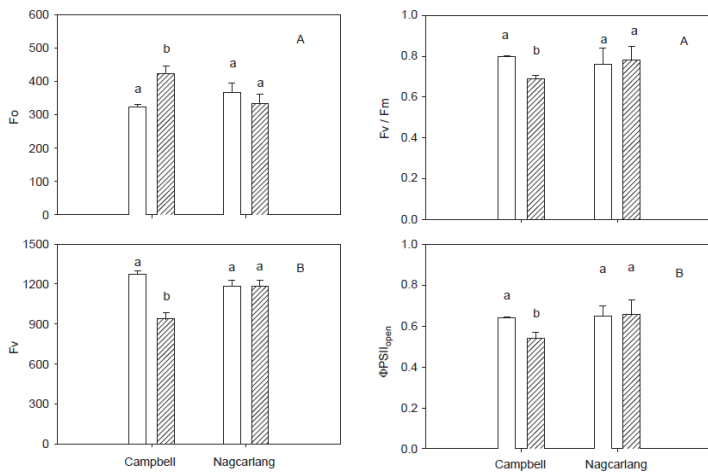 600
500
400
300
200
100
0
Fo
A
a
b
a
a
1.0
0.8
0.6
0.4
0.2
0.0
Fv / Fm
A
a
b
a
a
1500
1200
900
600
300
0
Fv
B
a
b
a
a
Campbell Nagcarlang
1.0
0.8
0.6
0.4
0.2
0.0
ΦPSIIopen
B
a
b
a
a
Campbell Nagcarlang